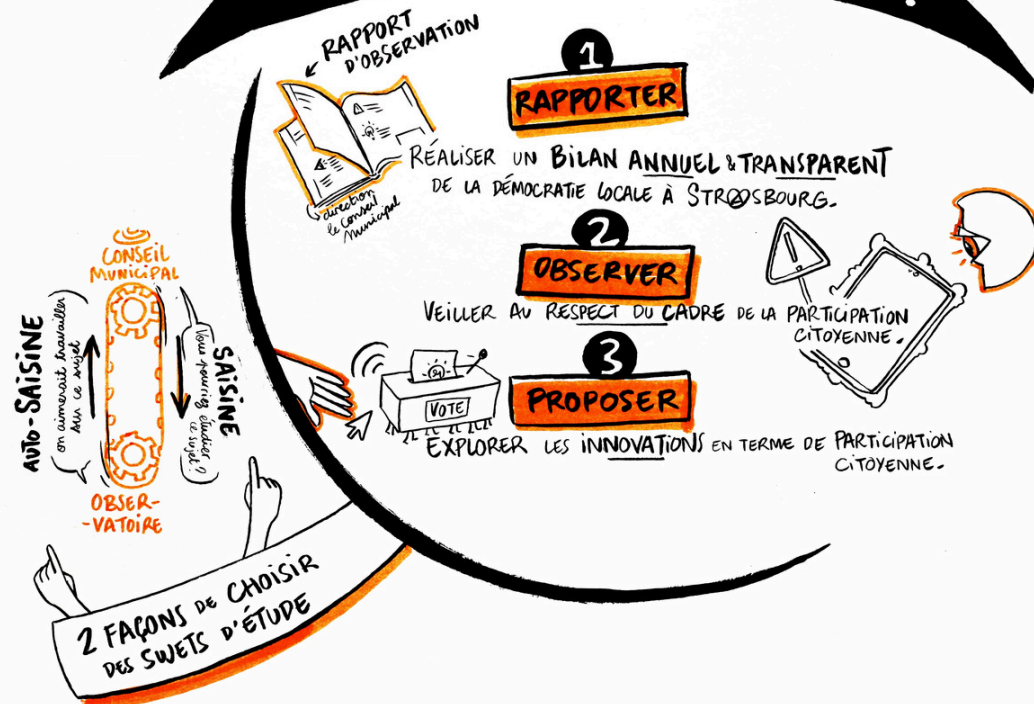 RAPPORT
D'OBSERVATION
direction
le conseil
municipal
1
RAPPORTER
RÉALISER UN BILAN ANNUEL & TRANSPARENT
DE LA DÉMOCRATIE LOCALE À STRASBOURG.
2
OBSERVER
VEILLER AU RESPECT DU CADRE DE LA PARTICIPATION
CITOYENNE.
3
PROPOSER
VOTE
EXPLORER LES INNOVATIONS EN TERME DE PARTICIPATION
CITOYENNE.
CONSEIL
MUNICIPAL
AUTO-SAISINE
on aimerait travailler
sur ce sujet
SAISINE
Vous pourriez étudier
ce sujet?
OBSER-
-VATOIRE
2 FAÇONS DE CHOISIR
DES SUJETS D'ÉTUDE